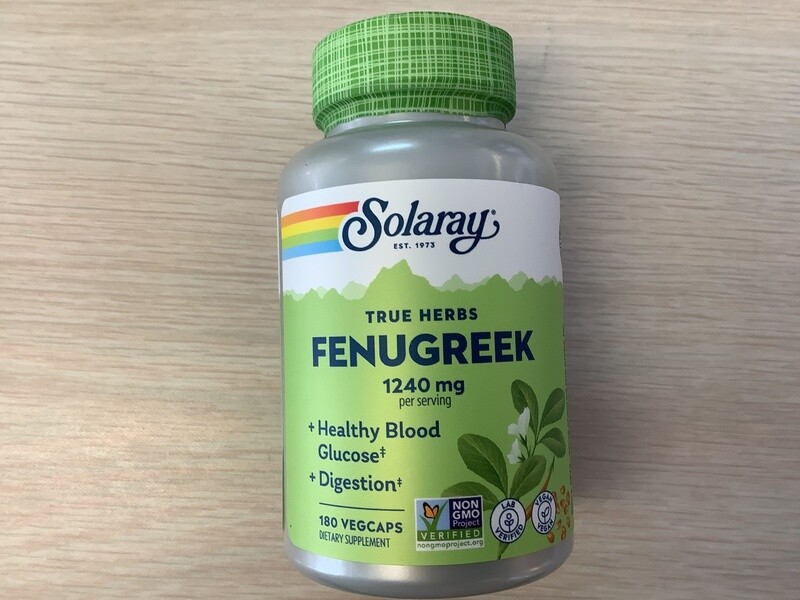 Solaray®
EST. 1973
TRUE HERBS
FENUGREEK
1240 mg
per serving
+ Healthy Blood
Glucose‡
+ Digestion‡
180 VEGCAPS
DIETARY SUPPLEMENT
NON
GMO
Project
VERIFIED
nongmoproject.org
LAB
VERIFIED
VEGAN
VEGAN